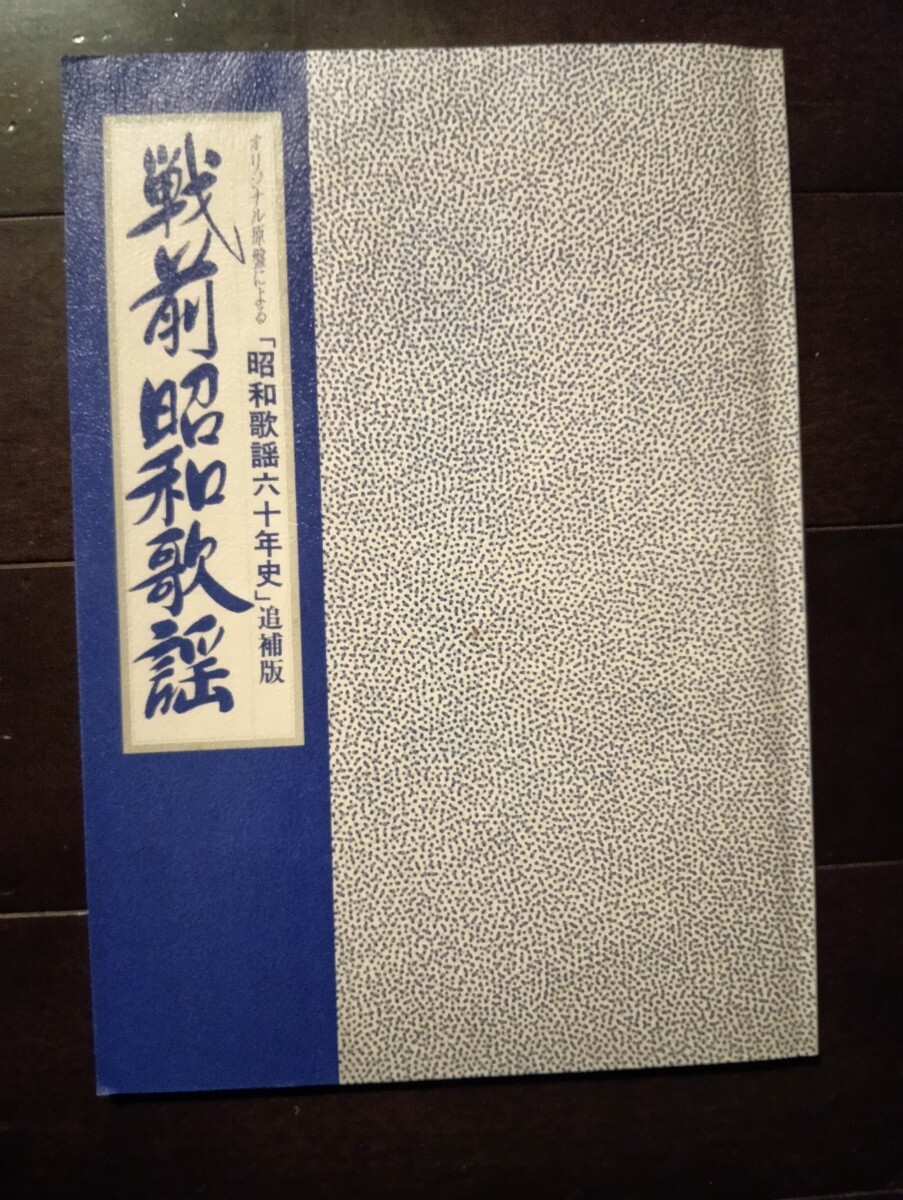 オリジナル原盤による
「昭和歌謡六十年史」追補版
戦前昭和歌謡